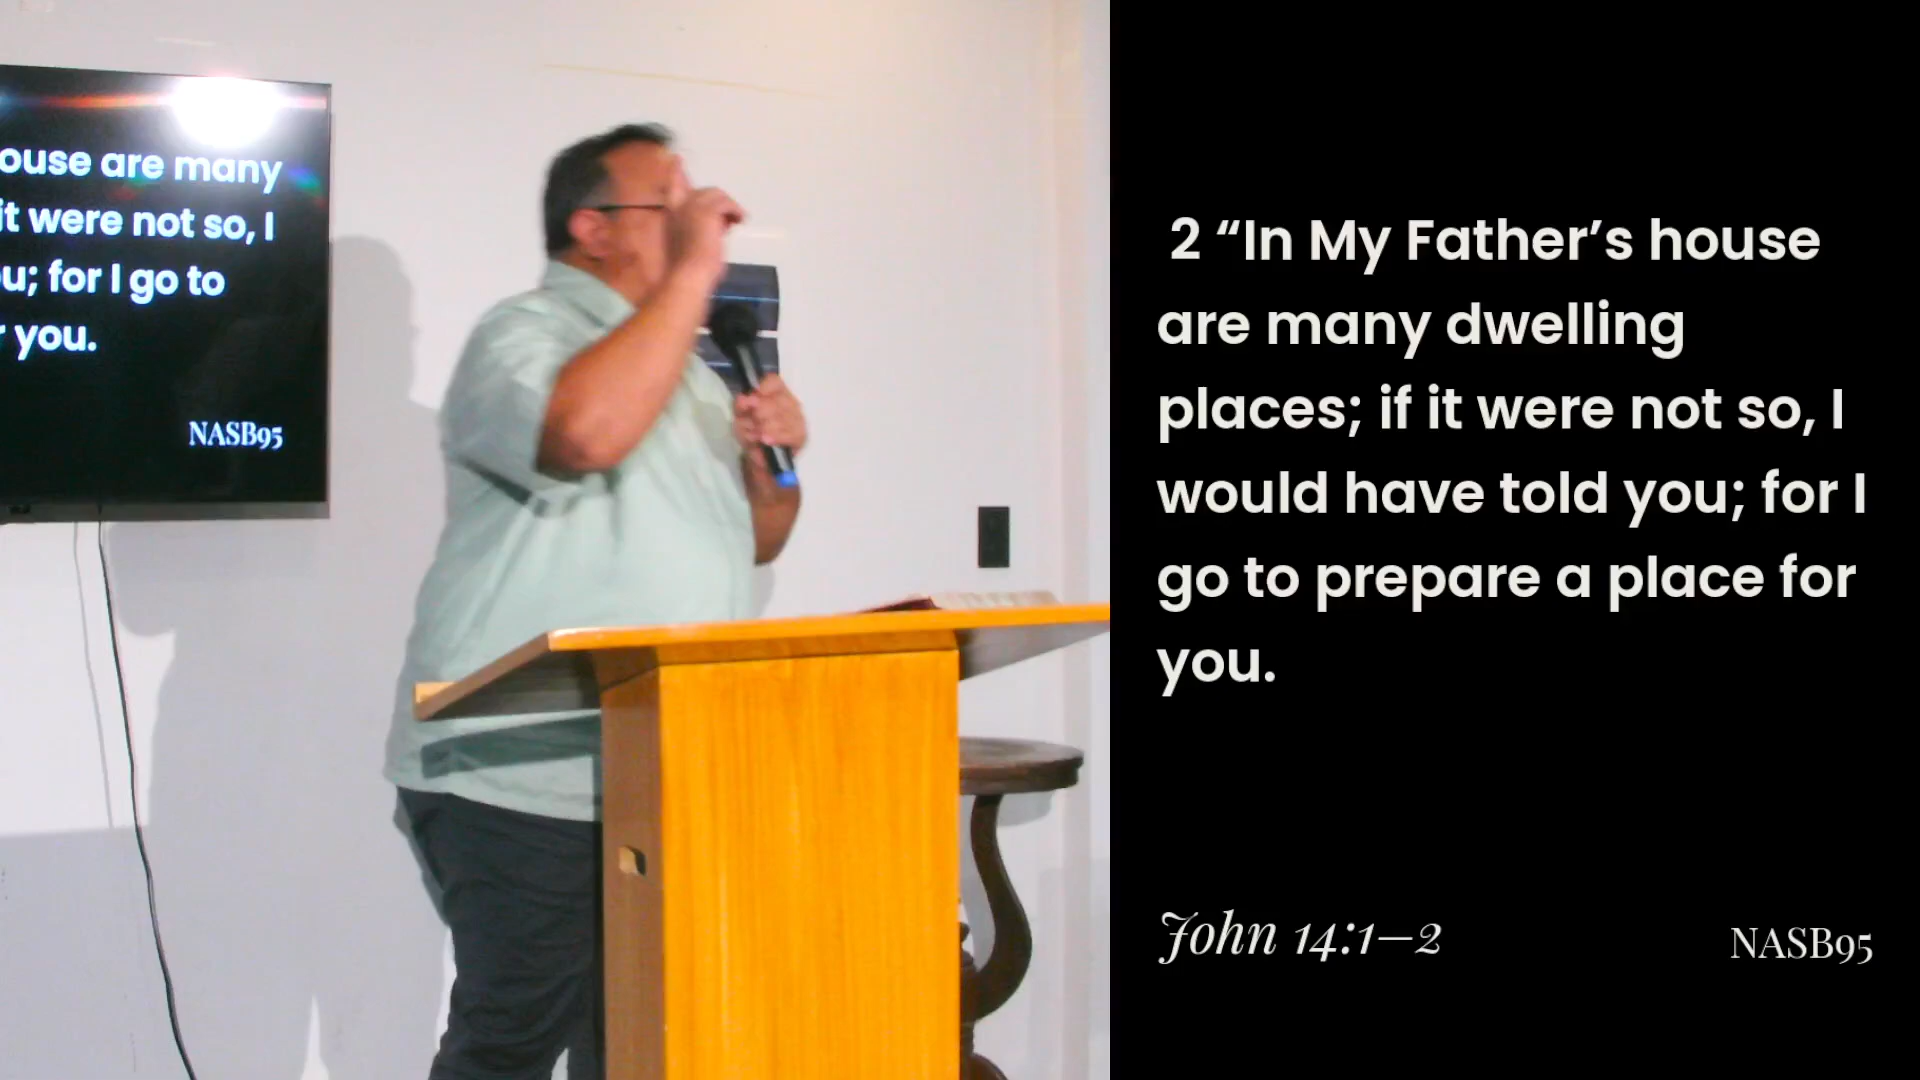 ouse are many
it were not so, I
u; for I go to
r you.
NASB95
2 “In My Father’s house
are many dwelling
places; if it were not so, I
would have told you; for I
go to prepare a place for
you.
John 14:1–2
NASB95